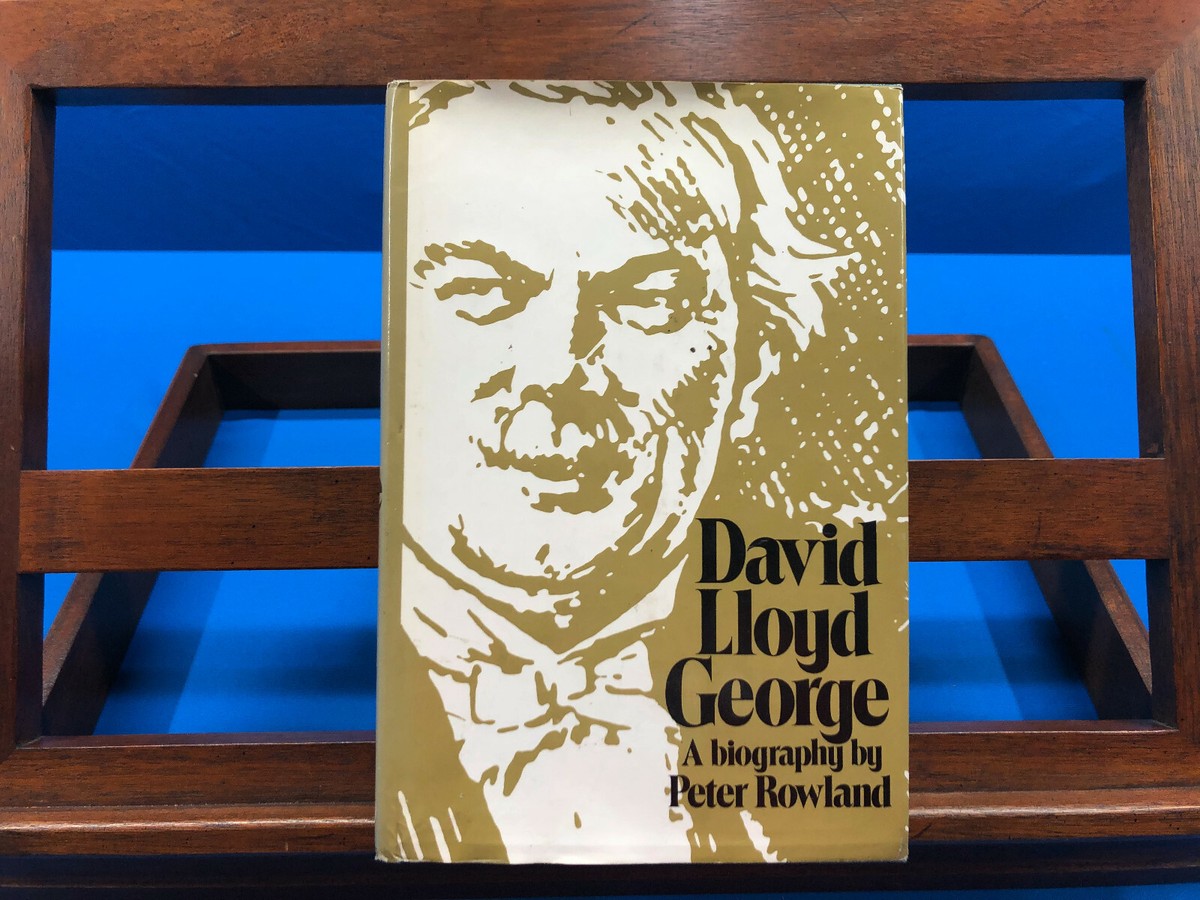 David
Lloyd
George
A biography by
Peter Rowland